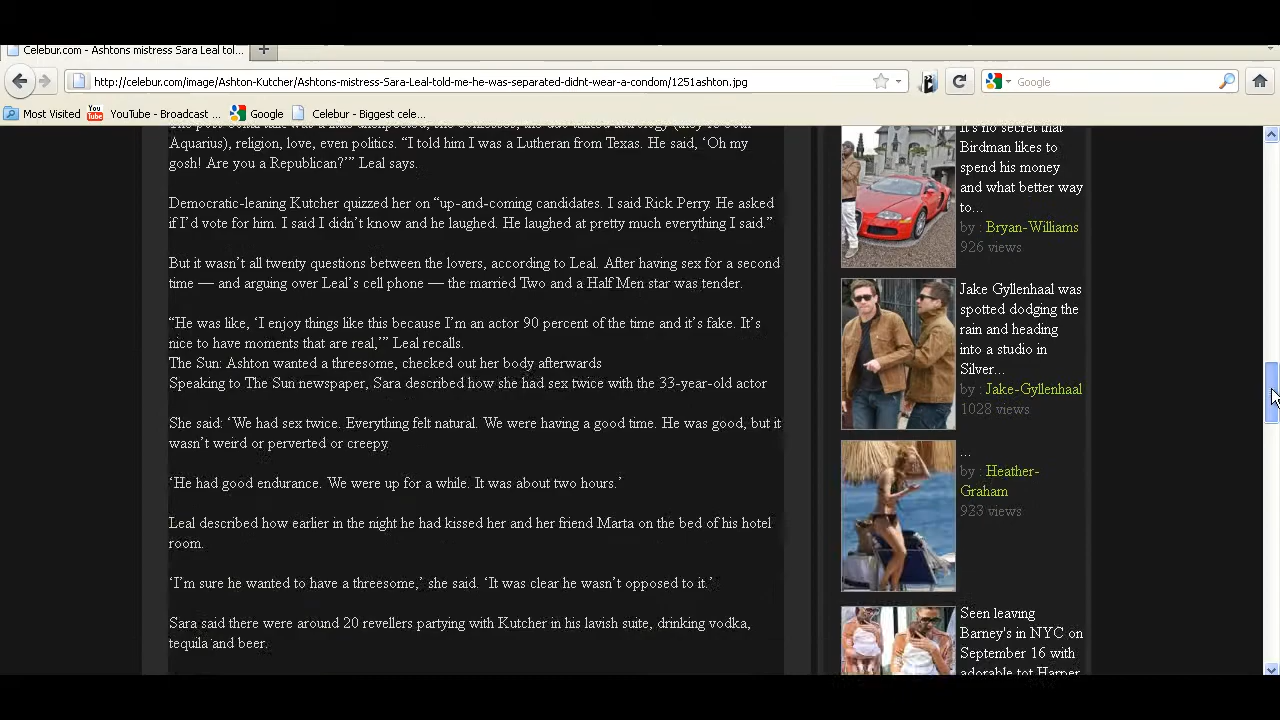 Celebur.com - Ashtons mistress Sara Leal tol...
http://celebur.com/image/Ashton-Kutcher/Ashtons-mistress-Sara-Leal-told-me-he-was-separated-didnt-wear-a-condom/1251ashton.jpg
Google
Most Visited
You Tube
YouTube - Broadcast ...
Google
Celebur - Biggest cele...
Aquarius), religion, love, even politics. “I told him I was a Lutheran from Texas. He said, ‘Oh my
gosh! Are you a Republican?’” Leal says.
Democratic-leaning Kutcher quizzed her on “up-and-coming candidates. I said Rick Perry. He asked
if I’d vote for him. I said I didn’t know and he laughed. He laughed at pretty much everything I said.”
But it wasn’t all twenty questions between the lovers, according to Leal. After having sex for a second
time — and arguing over Leal’s cell phone — the married Two and a Half Men star was tender.
“He was like, ‘I enjoy things like this because I’m an actor 90 percent of the time and it’s fake. It’s
nice to have moments that are real,’” Leal recalls.
The Sun: Ashton wanted a threesome, checked out her body afterwards
Speaking to The Sun newspaper, Sara described how she had sex twice with the 33-year-old actor
She said: ‘We had sex twice. Everything felt natural. We were having a good time. He was good, but it
wasn’t weird or perverted or creepy.
‘He had good endurance. We were up for a while. It was about two hours.’
Leal described how earlier in the night he had kissed her and her friend Marta on the bed of his hotel
room.
‘I’m sure he wanted to have a threesome,’ she said. ‘It was clear he wasn’t opposed to it.’
Sara said there were around 20 revellers partying with Kutcher in his lavish suite, drinking vodka,
tequila and beer.
It's no secret that
Birdman likes to
spend his money
and what better way
to...
by : Bryan-Williams
926 views
Jake Gyllenhaal was
spotted dodging the
rain and heading
into a studio in
Silver...
by : Jake-Gyllenhaal
1028 views
...
by : Heather-
Graham
923 views
Seen leaving
Barney's in NYC on
September 16 with
adorable tot Harper